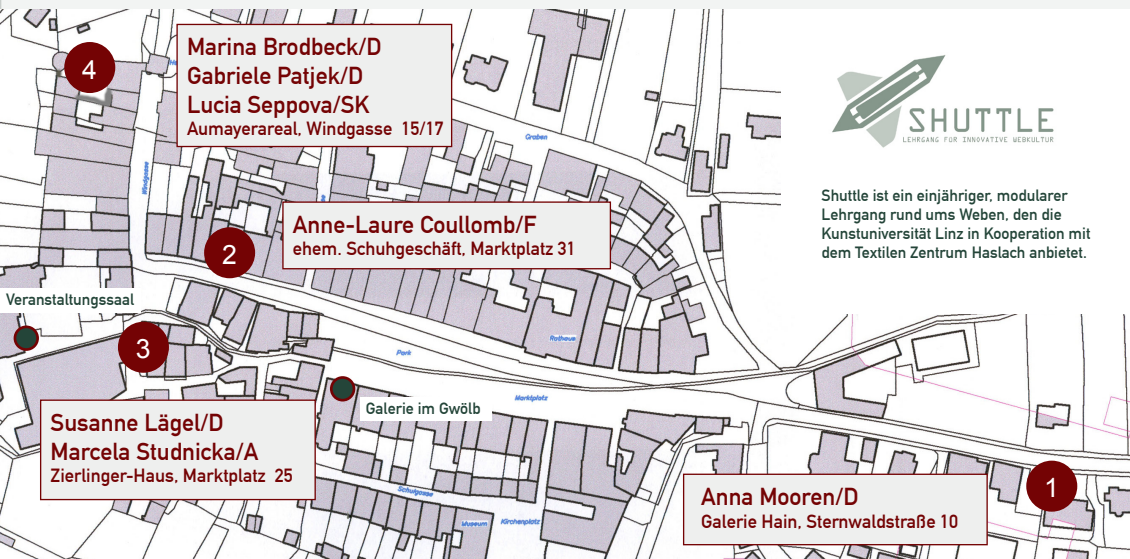 4
Marina Brodbeck/D
Gabriele Patjek/D
Lucia Seppova/SK
Aumayerareal, Windgasse 15/17
SHUTTLE
LEHRGANG FÜR INNOVATIVE WEBKULTUR
Graben
Windgasse
Shuttle ist ein einjähriger, modularer
Lehrgang rund ums Weben, den die
Kunstuniversität Linz in Kooperation mit
dem Textilen Zentrum Haslach anbietet.
2
Anne-Laure Coullomb/F
ehem. Schuhgeschäft, Marktplatz 31
Veranstaltungssaal
3
Rathaus
Park
Marktplatz
Galerie im Gwölb
Susanne Lägel/D
Marcela Studnicka/A
Zierlinger-Haus, Marktplatz 25
Schulgasse
Museum
Kirchenplatz
1
Anna Mooren/D
Galerie Hain, Sternwaldstraße 10